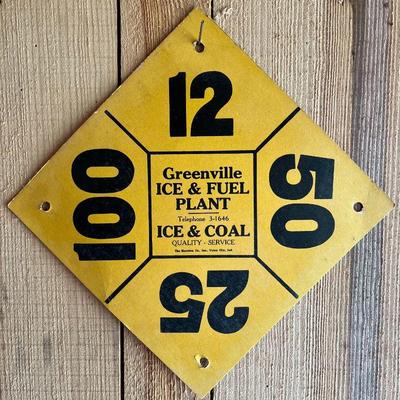 12
100
50
Greenville
ICE & FUEL
PLANT
Telephone 3-1646
ICE & COAL
QUALITY - SERVICE
25